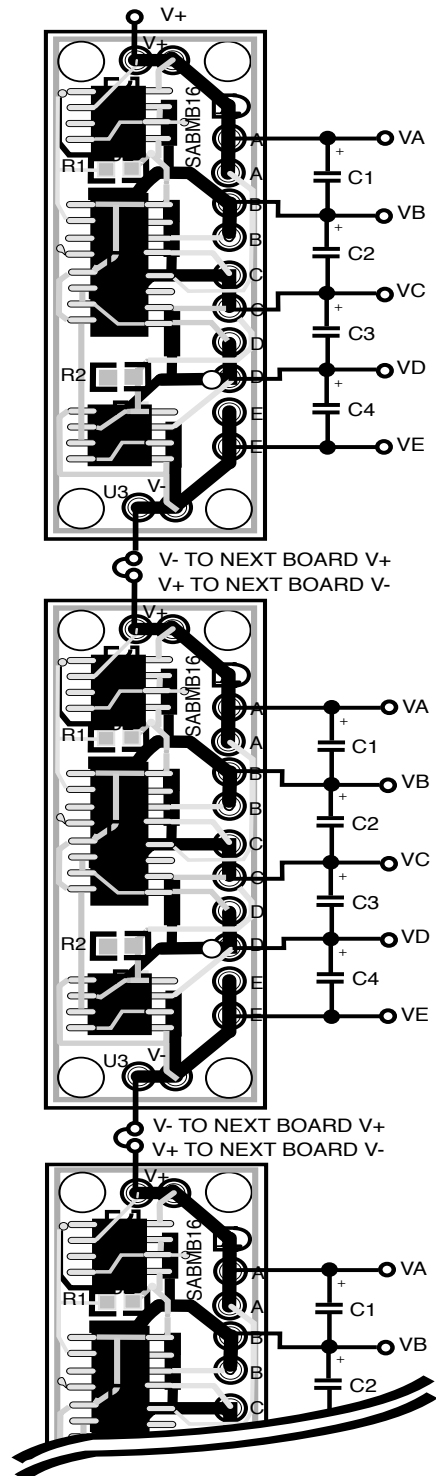 V+
V+
SABMB16
R1
A
A
B
B
C
C
D
D
E
E
R2
U3
V-
VA
+
C1
VB
+
C2
VC
+
C3
VD
+
C4
VE
V- TO NEXT BOARD V+
V+ TO NEXT BOARD V-
V+
SABMB16
R1
A
A
B
B
C
C
D
D
E
E
R2
U3
V-
VA
+
C1
VB
+
C2
VC
+
C3
VD
+
C4
VE
V- TO NEXT BOARD V+
V+ TO NEXT BOARD V-
V+
SABMB16
R1
A
A
B
B
C
VA
+
C1
VB
+
C2